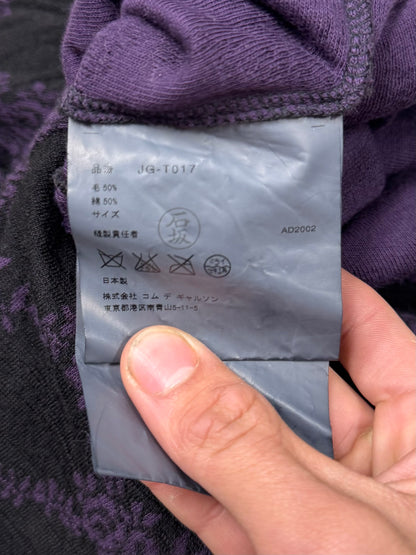 品番 JG-T017
毛 50%
綿 50%
サイズ
縫製責任者 石坂 AD2002
日本製
株式会社 コム デ ギャルソン
東京都港区南青山5-11-5